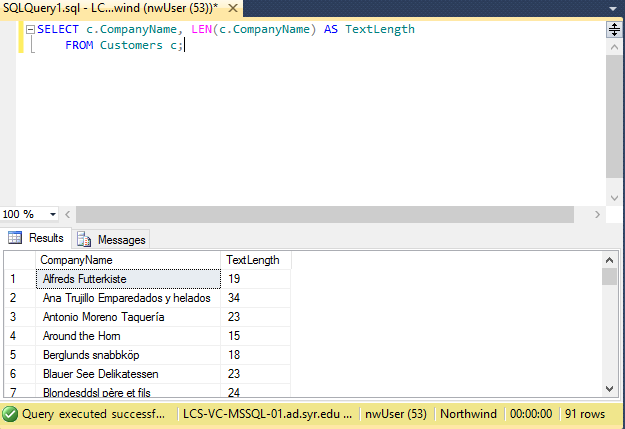 SQLQuery1.sql - LC...wind (nwUser (53))* ×
SELECT c.CompanyName, LEN(c.CompanyName) AS TextLength
FROM Customers c;
100 %
Results Messages
CompanyName TextLength
1 Alfreds Futterkiste 19
2 Ana Trujillo Emparedados y helados 34
3 Antonio Moreno Taquería 23
4 Around the Horn 15
5 Berglunds snabbköp 18
6 Blauer See Delikatessen 23
7 Blondesddsl père et fils 24
Query executed successf... LCS-VC-MSSQL-01.ad.syr.edu ... nwUser (53) Northwind 00:00:00 91 rows